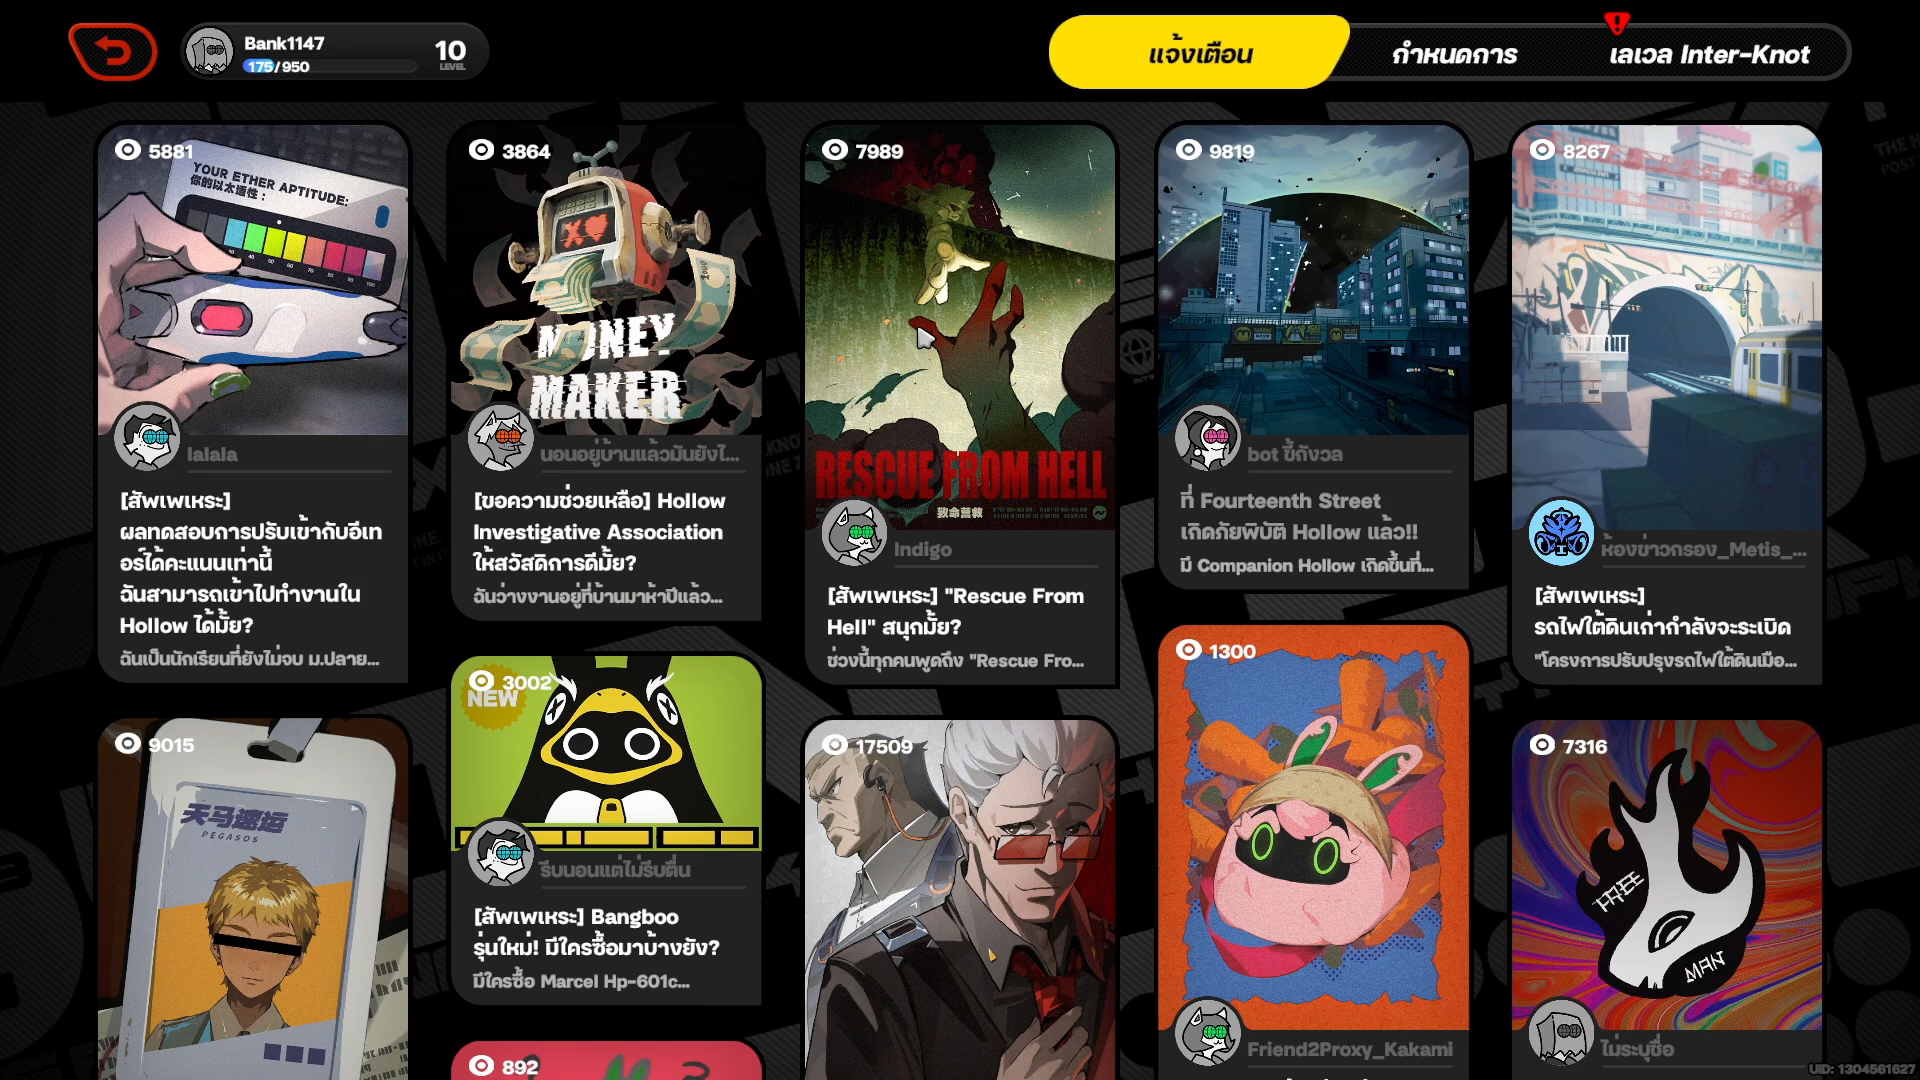 Bank1147
175/950
10
LEVEL
แจ้งเตือน
กำหนดการ
เลเวล Inter-Knot
5881
YOUR ETHER APTITUDE:
你的以太适性：
lalala
[สัพเพเหระ]
ผลทดสอบการปรับเข้ากับอีเท
อร์ได้คะแนนเท่านี้
ฉันสามารถเข้าไปทำงานใน
Hollow ได้มั้ย?
ฉันเป็นนักเรียนที่ยังไม่จบ ม.ปลาย...
9015
天马速运
PEGASOS
3864
MONEY
MAKER
นอนอยู่บ้านแล้วมันยังไ...
[ขอความช่วยเหลือ] Hollow
Investigative Association
ให้สวัสดิการดีมั้ย?
ฉันว่างงานอยู่ที่บ้านมาห้าปีแล้ว...
3002
NEW
รีบนอนแต่ไม่รีบตื่น
[สัพเพเหระ] Bangboo
รุ่นใหม่! มีใครซื้อมาบ้างยัง?
มีใครซื้อ Marcel Hp-601c...
892
7989
RESCUE FROM HELL
致命营救
Indigo
[สัพเพเหระ] "Rescue From
Hell" สนุกมั้ย?
ช่วงนี้ทุกคนพูดถึง "Rescue Fro...
17509
9819
bot ขี้กังวล
ที่ Fourteenth Street
เกิดภัยพิบัติ Hollow แล้ว!!
มี Companion Hollow เกิดขึ้นที่...
1300
Friend2Proxy_Kakami
8267
ห้องข่าวกรอง_Metis_...
[สัพเพเหระ]
รถไฟใต้ดินเก่ากำลังจะระเบิด
"โครงการปรับปรุงรถไฟใต้ดินเมือ...
7316
FREE
MAN
ไม่ระบุชื่อ
UID: 1304561627